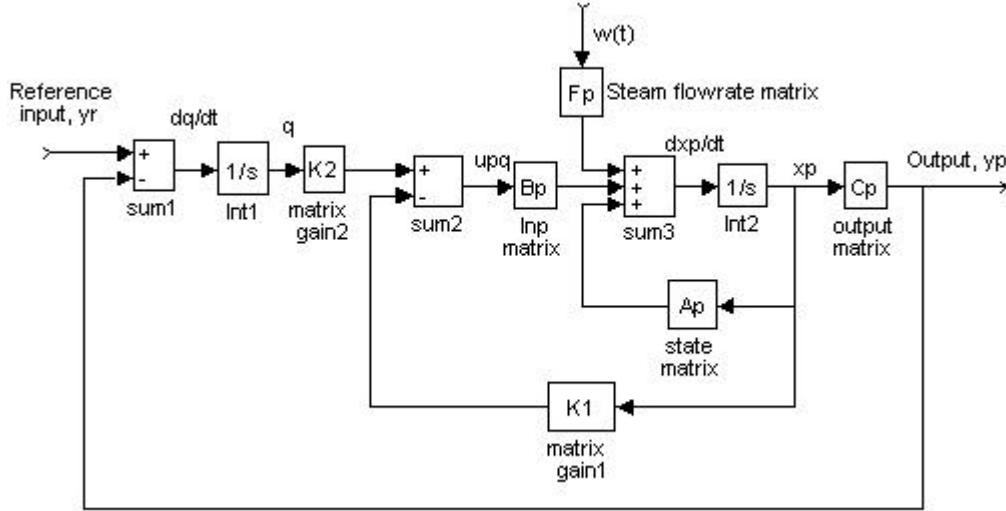 w(t)
Fp
Steam flowrate matrix
Reference
input, yr
dq/dt
q
upq
dxp/dt
xp
Output, yp
+
-
1/s
K2
+
-
Bp
+
+
+
1/s
Cp
sum1
Int1
matrix
gain2
sum2
Inp
matrix
sum3
Int2
output
matrix
Ap
state
matrix
K1
matrix
gain1